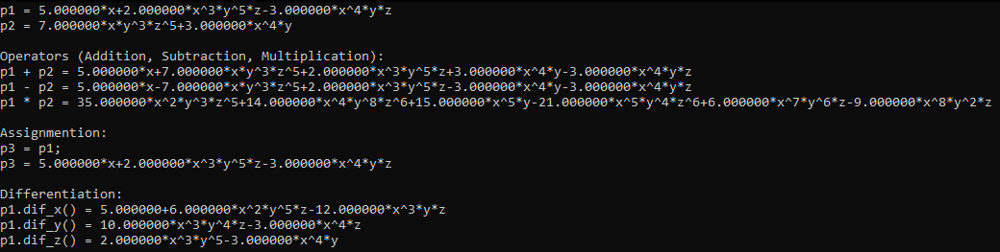 p1 = 5.000000*x+2.000000*x^3*y^5*z-3.000000*x^4*y*z
p2 = 7.000000*x*y^3*z^5+3.000000*x^4*y
Operators (Addition, Subtraction, Multiplication):
p1 + p2 = 5.000000*x+7.000000*x*y^3*z^5+2.000000*x^3*y^5*z+3.000000*x^4*y-3.000000*x^4*y*z
p1 - p2 = 5.000000*x-7.000000*x*y^3*z^5+2.000000*x^3*y^5*z-3.000000*x^4*y-3.000000*x^4*y*z
p1 * p2 = 35.000000*x^2*y^3*z^5+14.000000*x^4*y^8*z^6+15.000000*x^5*y-21.000000*x^5*y^4*z^6+6.000000*x^7*y^6*z-9.000000*x^8*y^2*z
Assignmention:
p3 = p1;
p3 = 5.000000*x+2.000000*x^3*y^5*z-3.000000*x^4*y*z
Differentiation:
p1.dif_x() = 5.000000+6.000000*x^2*y^5*z-12.000000*x^3*y*z
p1.dif_y() = 10.000000*x^3*y^4*z-3.000000*x^4*z
p1.dif_z() = 2.000000*x^3*y^5-3.000000*x^4*y